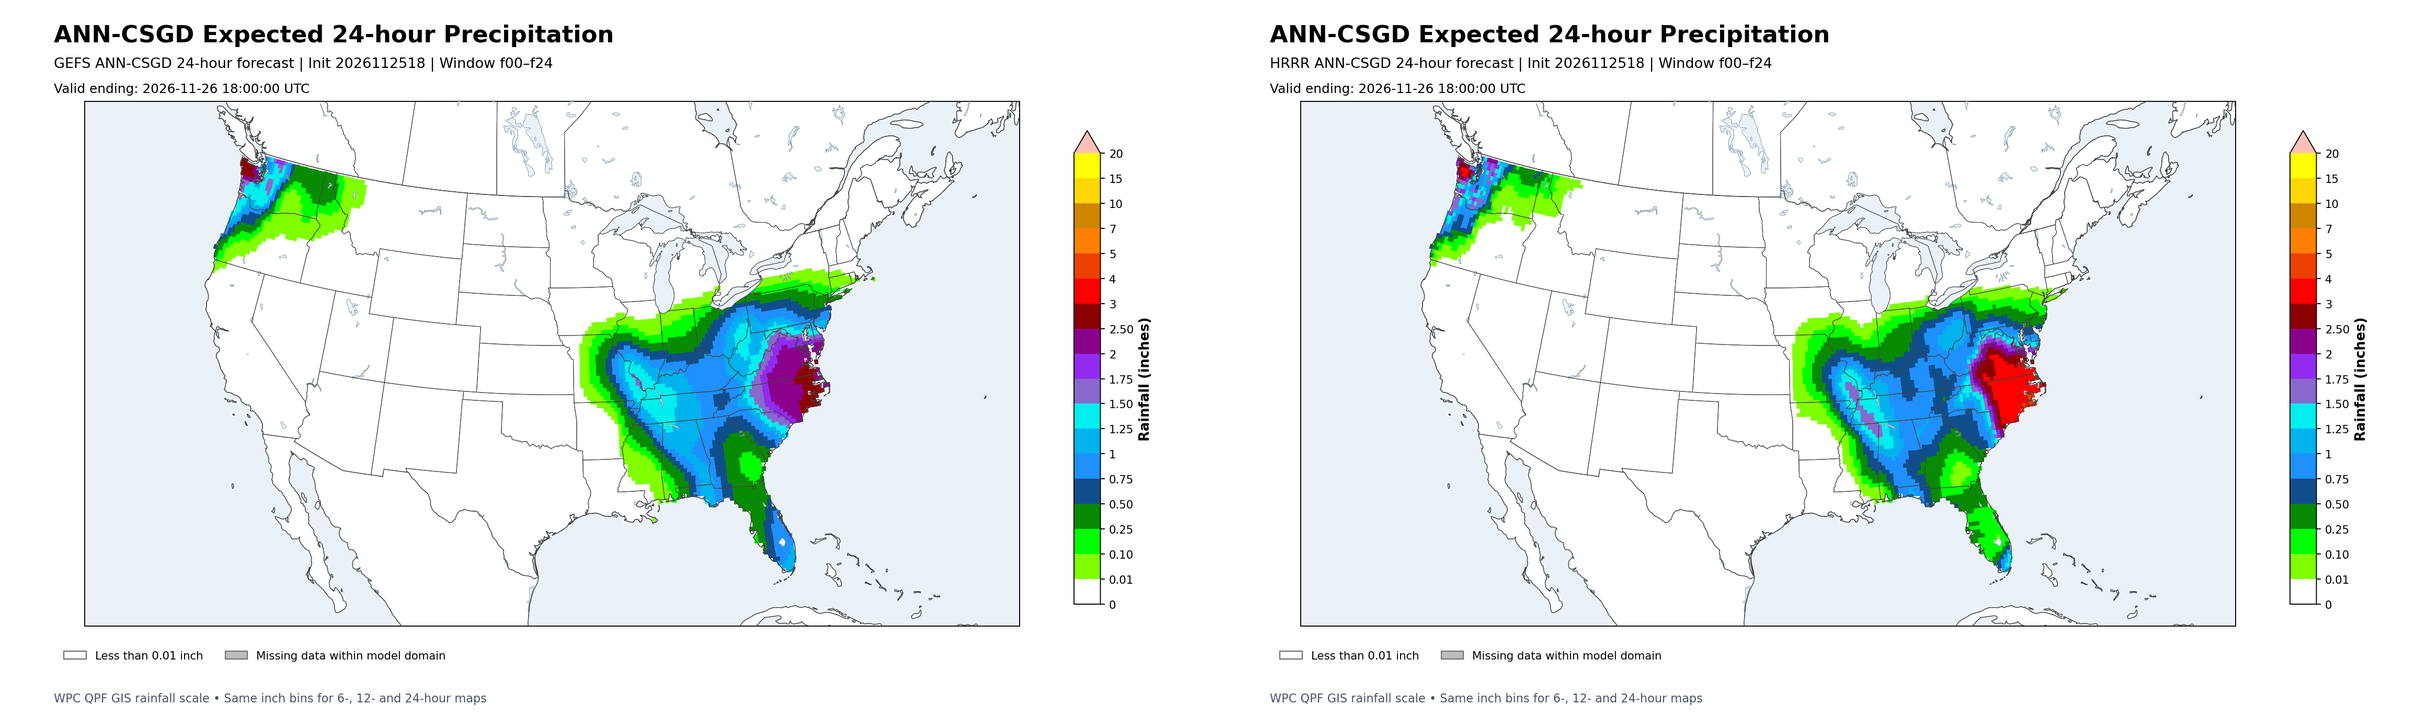 ANN-CSGD Expected 24-hour Precipitation
GEFS ANN-CSGD 24-hour forecast | Init 2026112518 | Window f00–f24
Valid ending: 2026-11-26 18:00:00 UTC
20
15
10
7
5
4
3
2.50
2
1.75
1.50
1.25
1
0.75
0.50
0.25
0.10
0.01
0
Rainfall (inches)
Less than 0.01 inch
Missing data within model domain
WPC QPF GIS rainfall scale • Same inch bins for 6-, 12- and 24-hour maps
ANN-CSGD Expected 24-hour Precipitation
HRRR ANN-CSGD 24-hour forecast | Init 2026112518 | Window f00–f24
Valid ending: 2026-11-26 18:00:00 UTC
20
15
10
7
5
4
3
2.50
2
1.75
1.50
1.25
1
0.75
0.50
0.25
0.10
0.01
0
Rainfall (inches)
Less than 0.01 inch
Missing data within model domain
WPC QPF GIS rainfall scale • Same inch bins for 6-, 12- and 24-hour maps